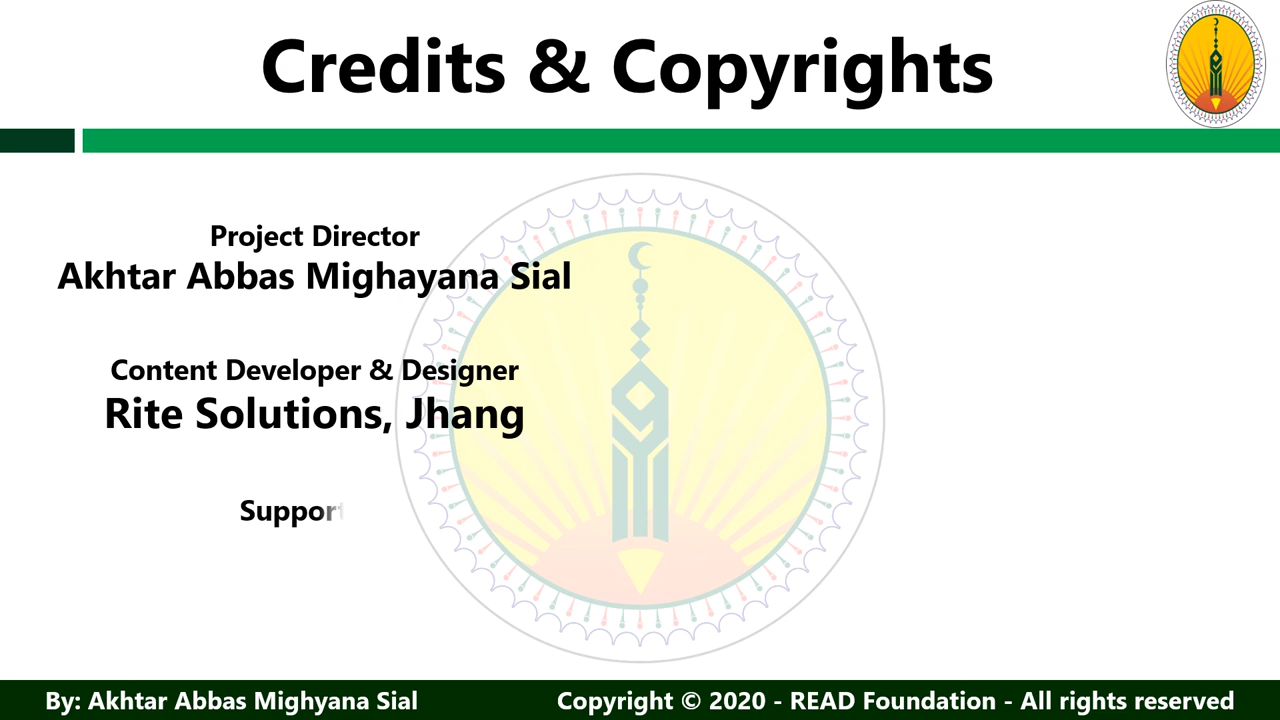 Credits & Copyrights
Project Director
Akhtar Abbas Mighayana Sial
Content Developer & Designer
Rite Solutions, Jhang
Support
By: Akhtar Abbas Mighyana Sial
Copyright © 2020 - READ Foundation - All rights reserved